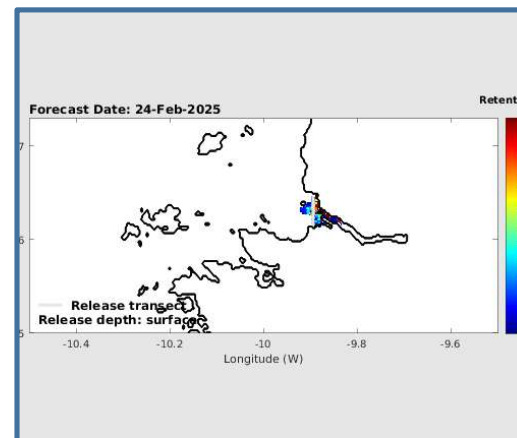 Retent
Forecast Date: 24-Feb-2025
7
6
Release transect
Release depth: surface
5
-10.4 -10.2 -10 -9.8 -9.6
Longitude (W)